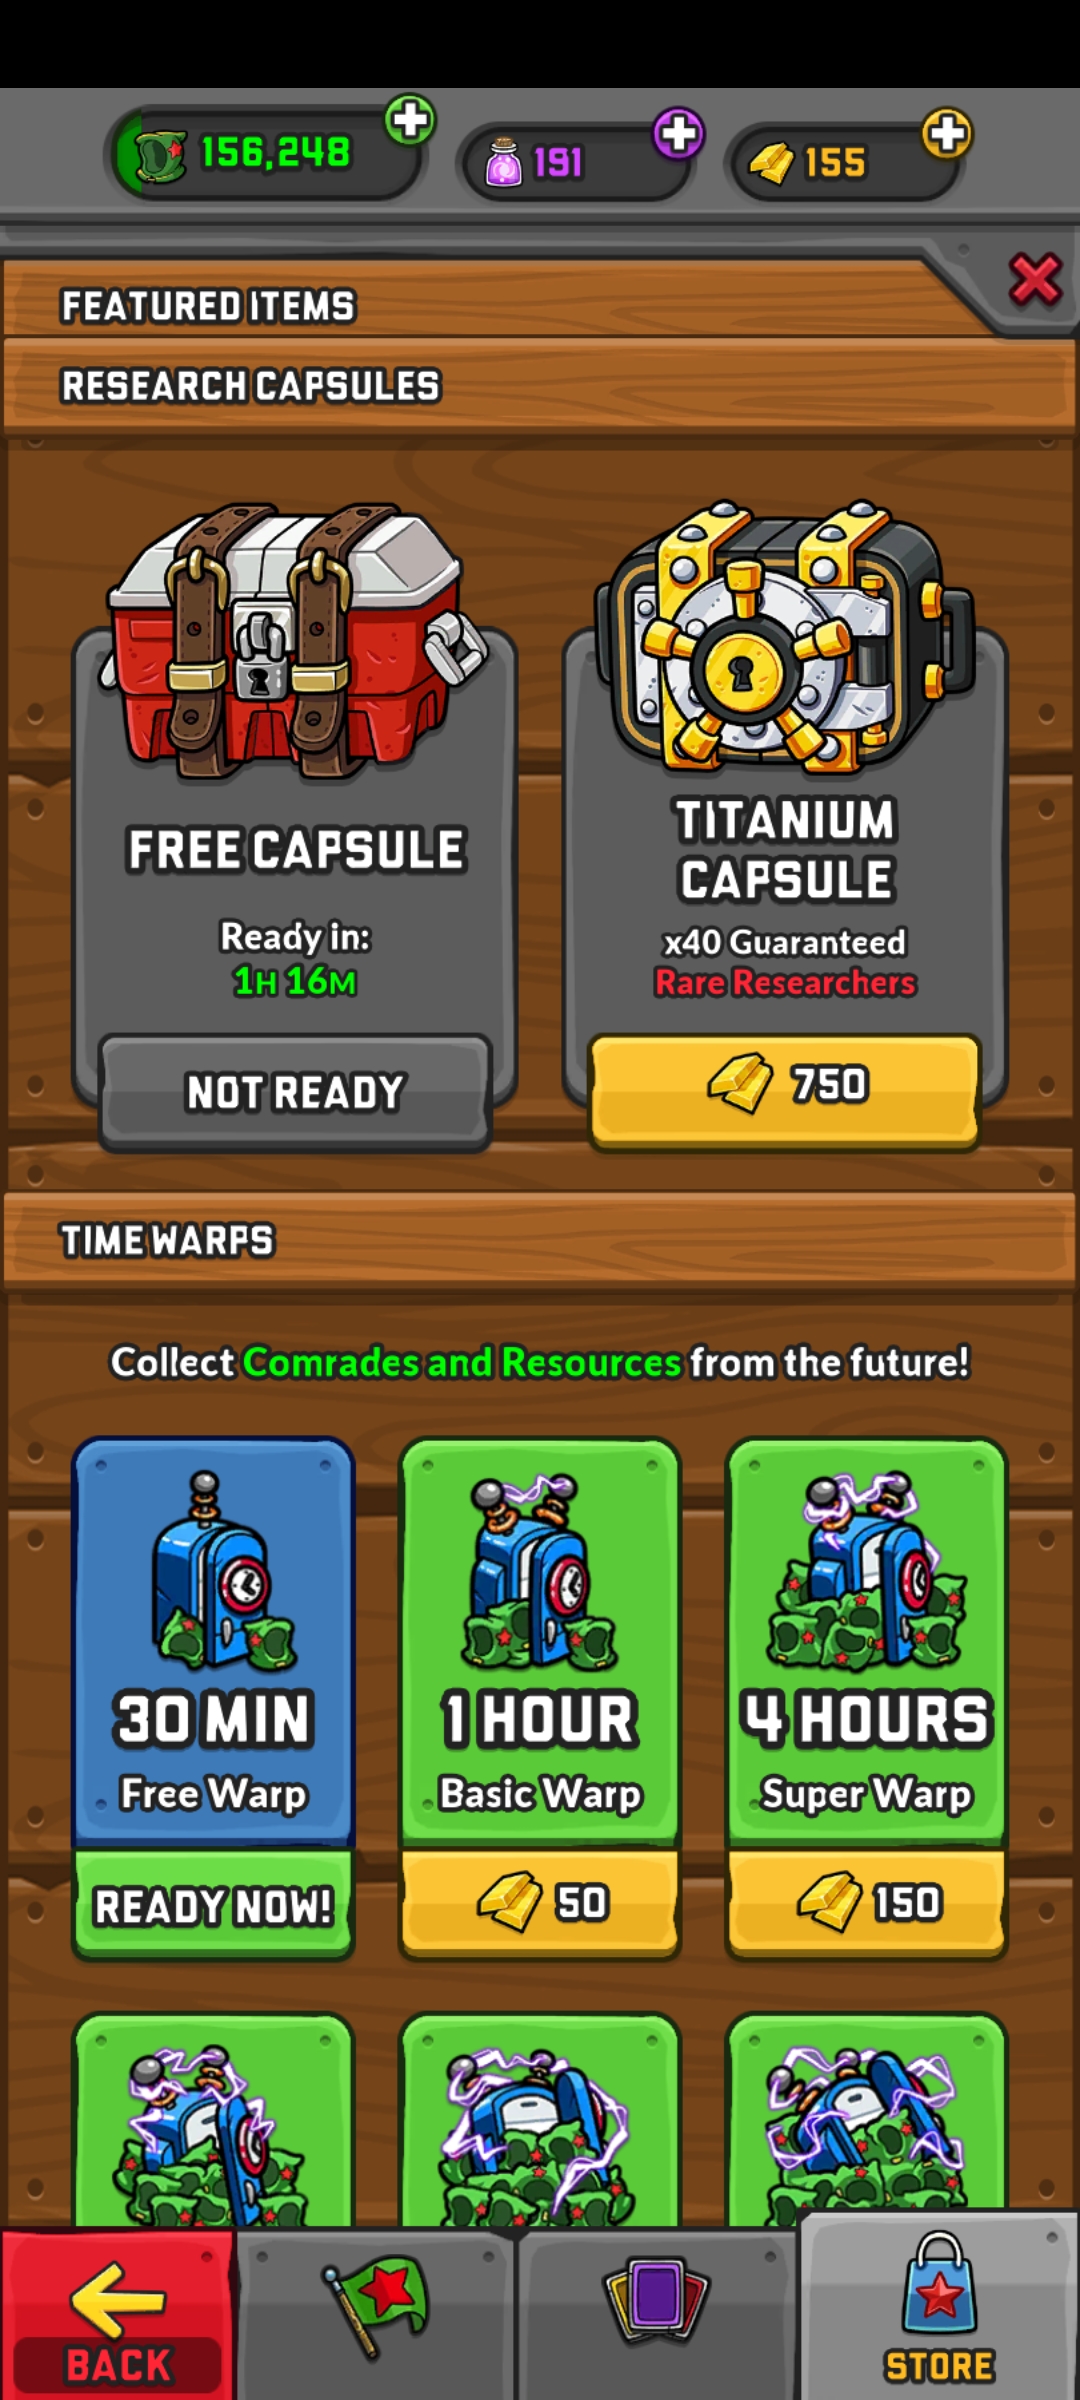 156,248
191
155
FEATURED ITEMS
RESEARCH CAPSULES
FREE CAPSULE
Ready in:
1H 16M
NOT READY
TITANIUM
CAPSULE
x40 Guaranteed
Rare Researchers
750
TIME WARPS
Collect Comrades and Resources from the future!
30 MIN
Free Warp
READY NOW!
1 HOUR
Basic Warp
50
4 HOURS
Super Warp
150
BACK
STORE